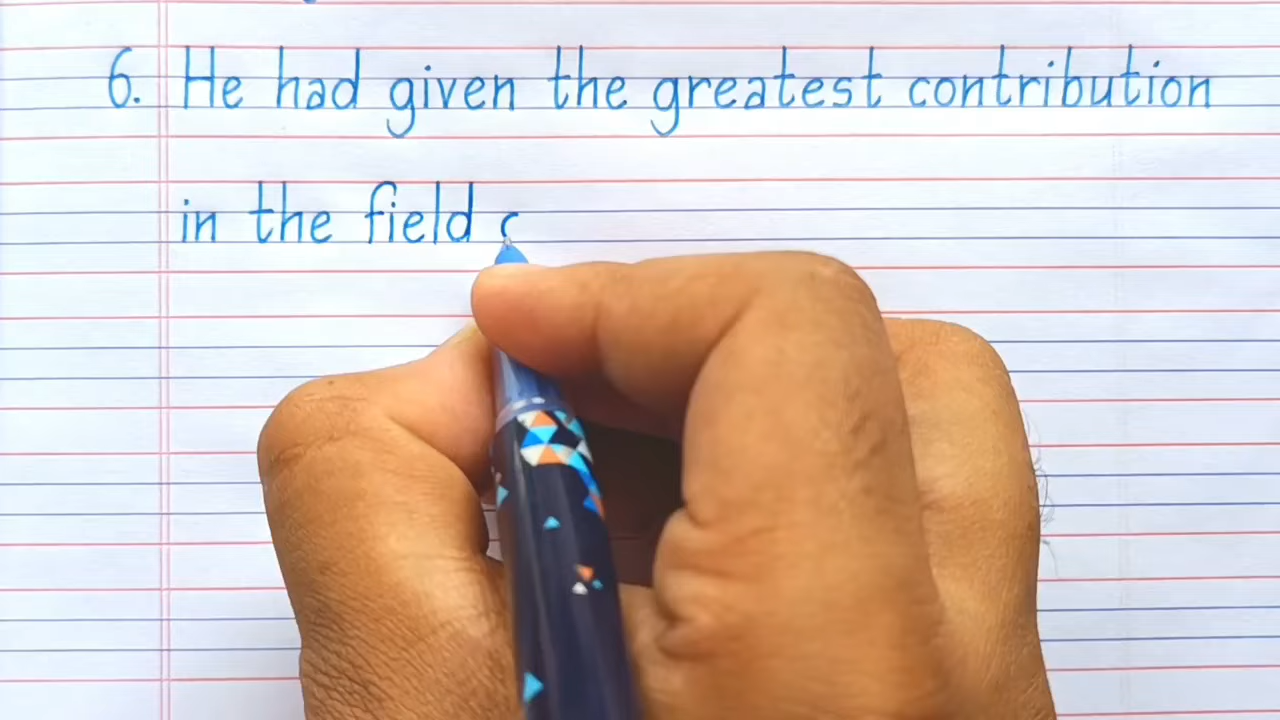 6. He had given the greatest contribution
in the field